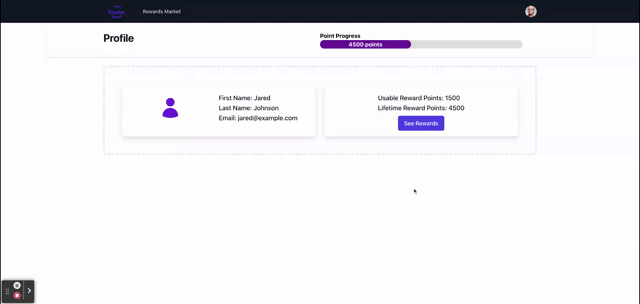 Rewards Market
Profile
Point Progress
4500 points
First Name: Jared
Last Name: Johnson
Email: jared@example.com
Usable Reward Points: 1500
Lifetime Reward Points: 4500
See Rewards